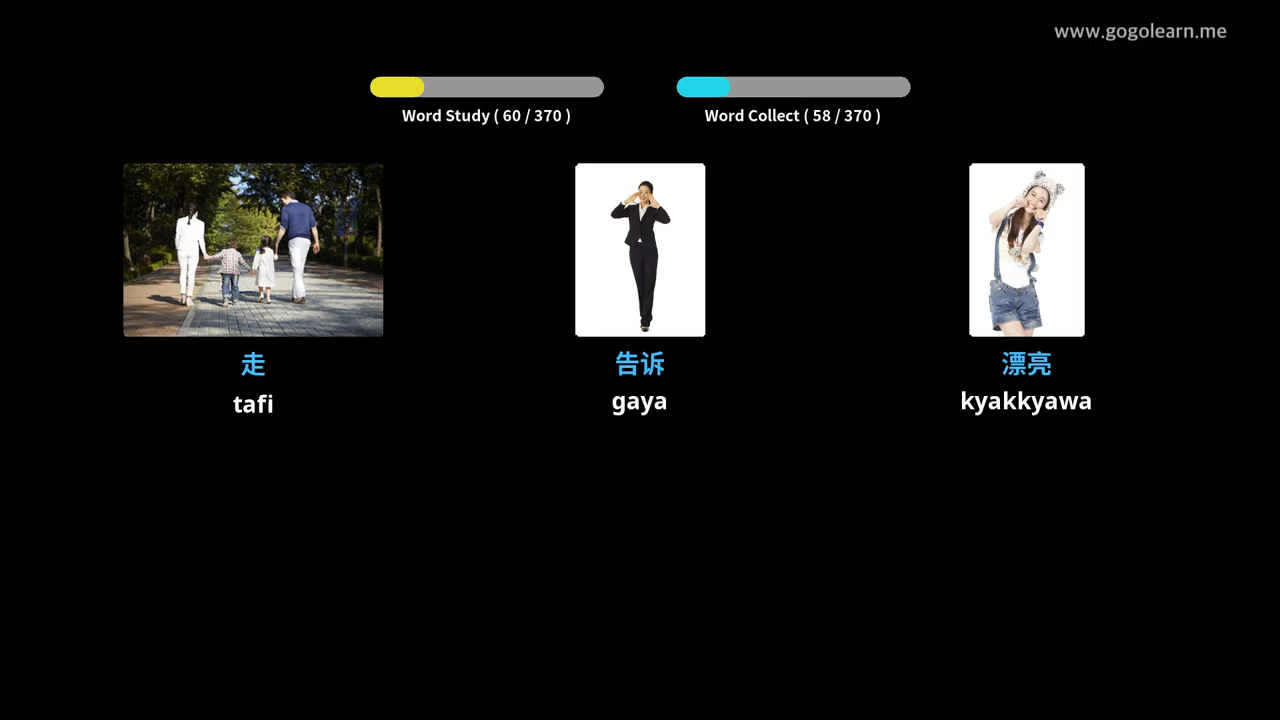 www.gogolearn.me
Word Study ( 60 / 370 )
Word Collect ( 58 / 370 )
走
tafi
告诉
gaya
漂亮
kyakkyawa